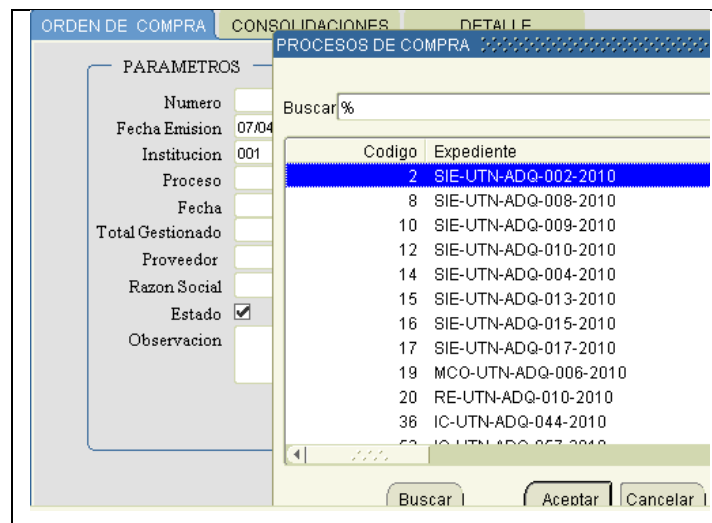 ORDEN DE COMPRA
CONSOLIDACIONES
DETALLE
PARAMETROS
Numero
Fecha Emision 07/04
Institucion 001
Proceso
Fecha
Total Gestionado
Proveedor
Razon Social
Estado
Observacion
PROCESOS DE COMPRA
Buscar %
Codigo Expediente
2 SIE-UTN-ADQ-002-2010
8 SIE-UTN-ADQ-008-2010
10 SIE-UTN-ADQ-009-2010
12 SIE-UTN-ADQ-010-2010
14 SIE-UTN-ADQ-004-2010
15 SIE-UTN-ADQ-013-2010
16 SIE-UTN-ADQ-015-2010
17 SIE-UTN-ADQ-017-2010
19 MCO-UTN-ADQ-006-2010
20 RE-UTN-ADQ-010-2010
36 IC-UTN-ADQ-044-2010
Buscar
Aceptar
Cancelar